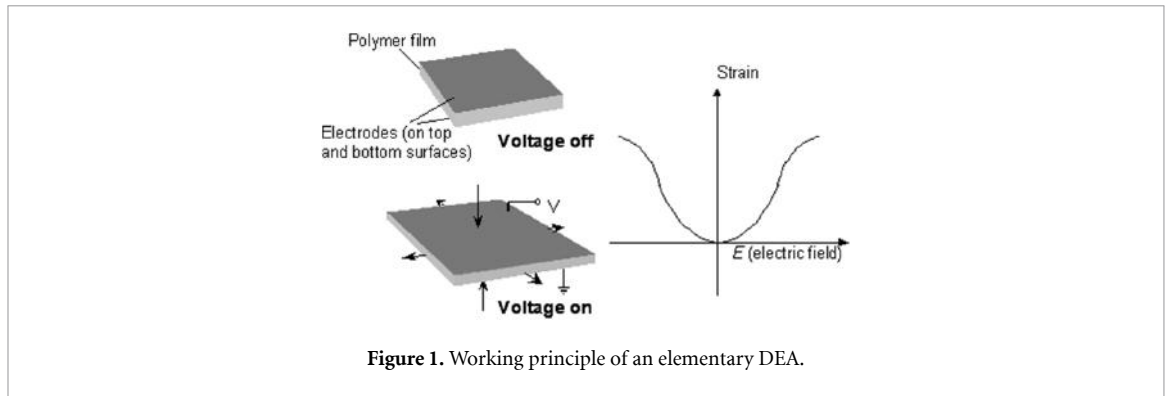 Polymer film
Electrodes (on top
and bottom surfaces)
Voltage off
V
Voltage on
Strain
E (electric field)
Figure 1. Working principle of an elementary DEA.